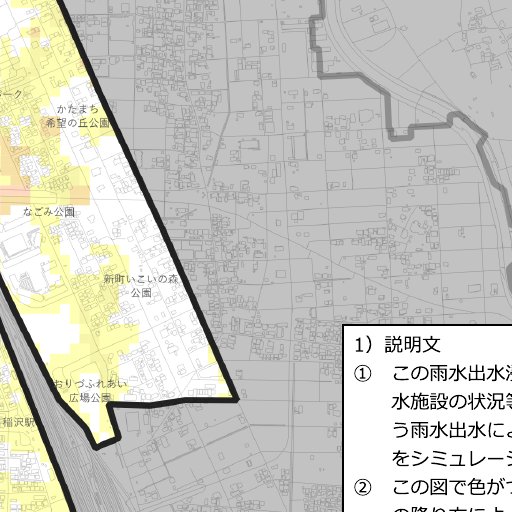 ーク
かたまち
希望の丘公園
なごみ公園
新町いこいの森
公園
おりづふれあい
広場公園
稲沢駅
1）説明文
① この雨水出水浸
水施設の状況等
う雨水出水によ
をシミュレーシ
② この図で色がつ
の降り方によ